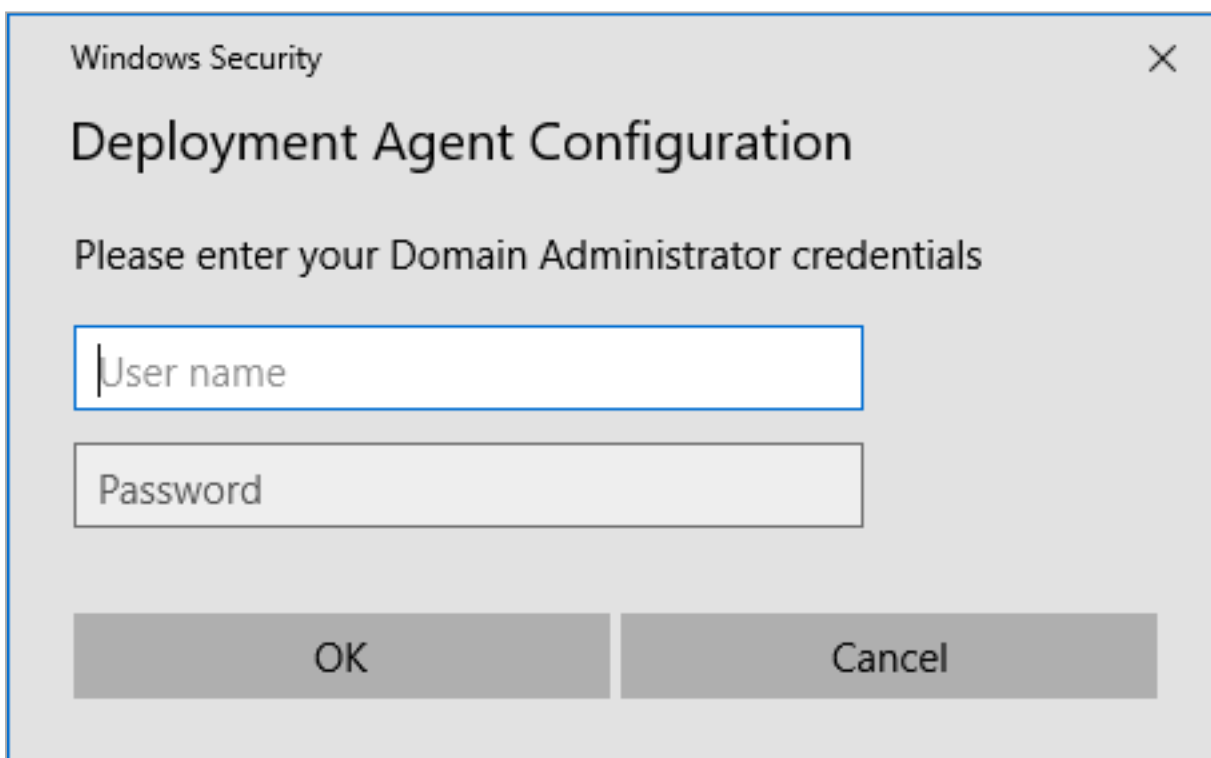 Windows Security
Deployment Agent Configuration
Please enter your Domain Administrator credentials
User name
Password
OK
Cancel